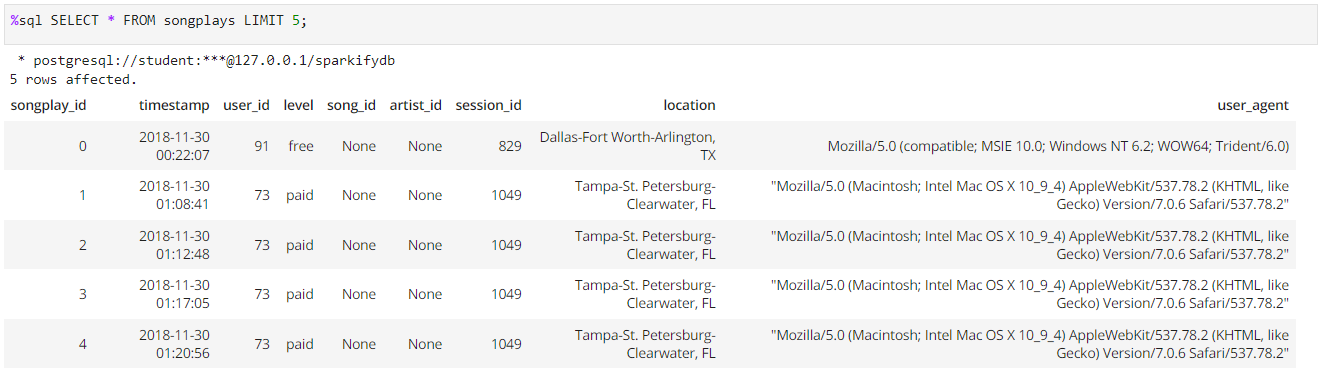 %sql SELECT * FROM songplays LIMIT 5;
* postgresql://student:***@127.0.0.1/sparkifydb
5 rows affected.
songplay_id timestamp user_id level song_id artist_id session_id location user_agent
0 2018-11-30 00:22:07 91 free None None 829 Dallas-Fort Worth-Arlington, TX Mozilla/5.0 (compatible; MSIE 10.0; Windows NT 6.2; WOW64; Trident/6.0)
1 2018-11-30 01:08:41 73 paid None None 1049 Tampa-St. Petersburg-Clearwater, FL "Mozilla/5.0 (Macintosh; Intel Mac OS X 10_9_4) AppleWebKit/537.78.2 (KHTML, like Gecko) Version/7.0.6 Safari/537.78.2"
2 2018-11-30 01:12:48 73 paid None None 1049 Tampa-St. Petersburg-Clearwater, FL "Mozilla/5.0 (Macintosh; Intel Mac OS X 10_9_4) AppleWebKit/537.78.2 (KHTML, like Gecko) Version/7.0.6 Safari/537.78.2"
3 2018-11-30 01:17:05 73 paid None None 1049 Tampa-St. Petersburg-Clearwater, FL "Mozilla/5.0 (Macintosh; Intel Mac OS X 10_9_4) AppleWebKit/537.78.2 (KHTML, like Gecko) Version/7.0.6 Safari/537.78.2"
4 2018-11-30 01:20:56 73 paid None None 1049 Tampa-St. Petersburg-Clearwater, FL "Mozilla/5.0 (Macintosh; Intel Mac OS X 10_9_4) AppleWebKit/537.78.2 (KHTML, like Gecko) Version/7.0.6 Safari/537.78.2"